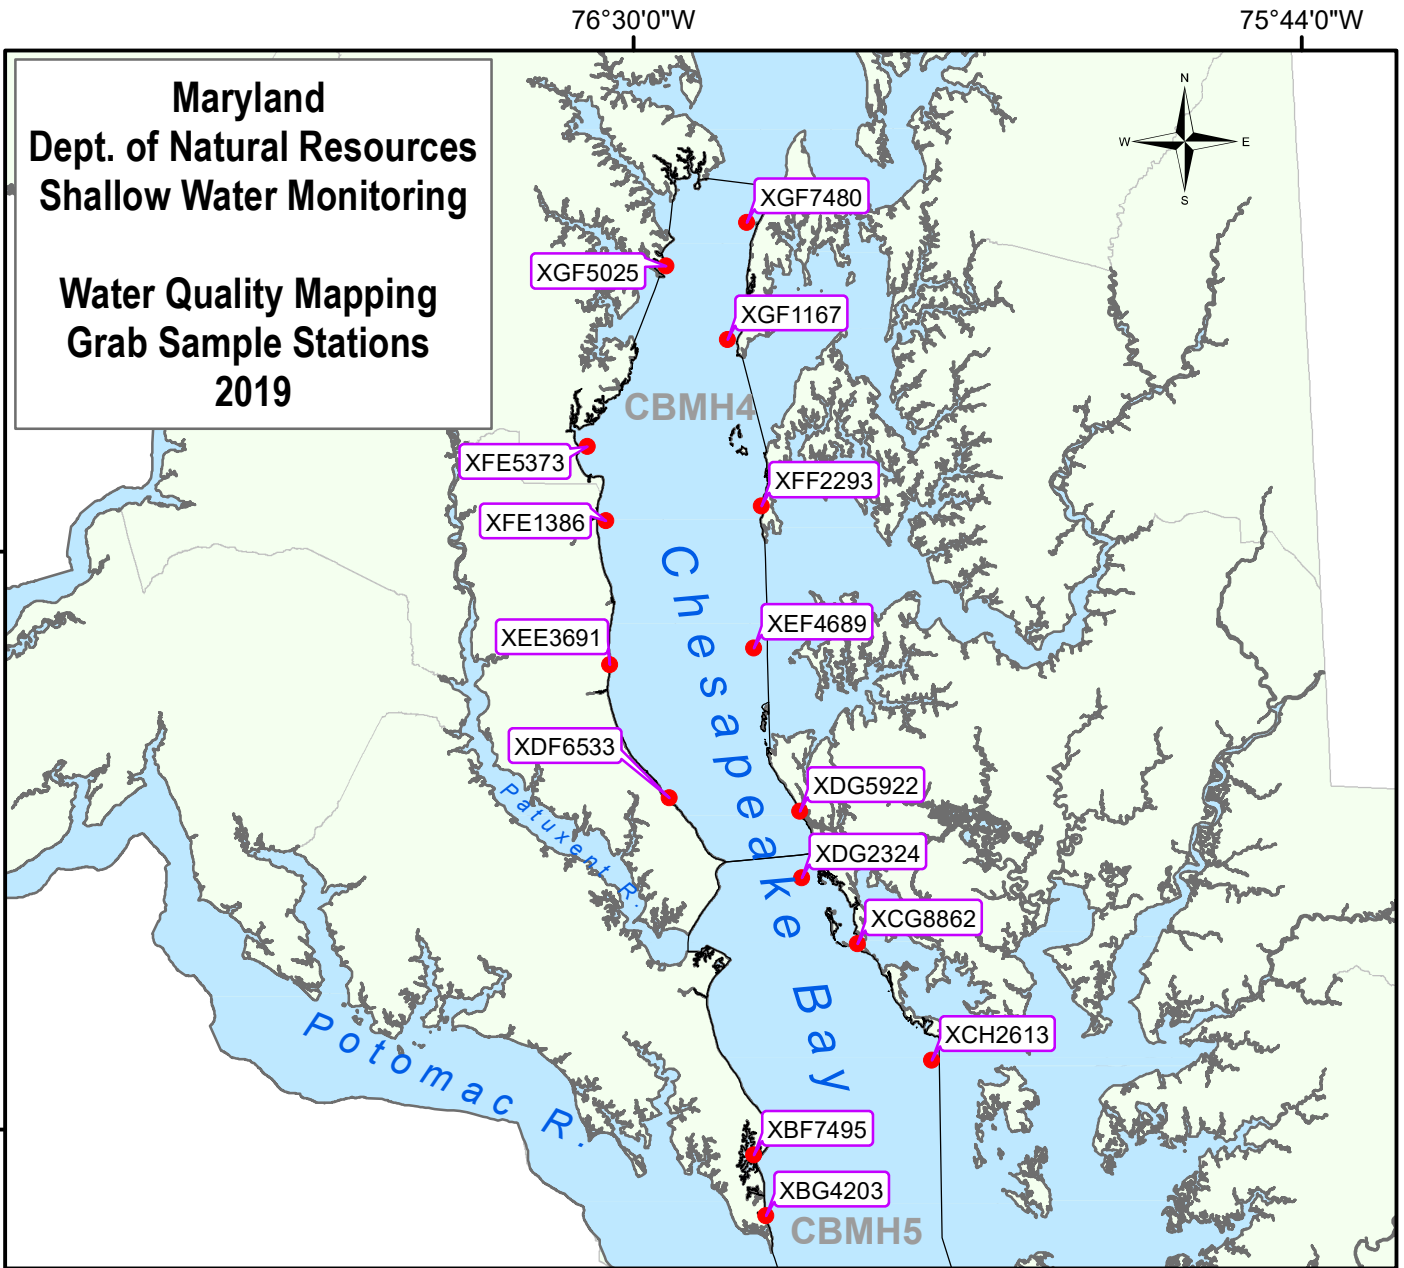 76°30'0"W
75°44'0"W
Maryland
Dept. of Natural Resources
Shallow Water Monitoring
Water Quality Mapping
Grab Sample Stations
2019
N
W
E
S
XGF7480
XGF5025
XGF1167
CBMH4
XFE5373
XFF2293
XFE1386
Chesapeake Bay
XEE3691
XEF4689
XDF6533
XDG5922
Patuxent R.
XDG2324
XCG8862
Potomac R.
XCH2613
XBF7495
XBG4203
CBMH5